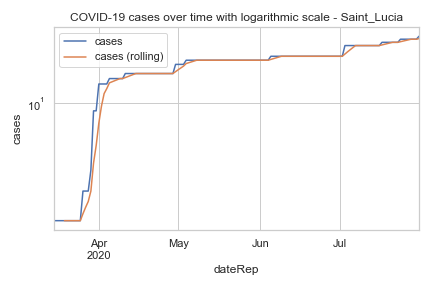 COVID-19 cases over time with logarithmic scale - Saint_Lucia
cases
cases (rolling)
10^1
cases
Apr
2020
May
Jun
Jul
dateRep